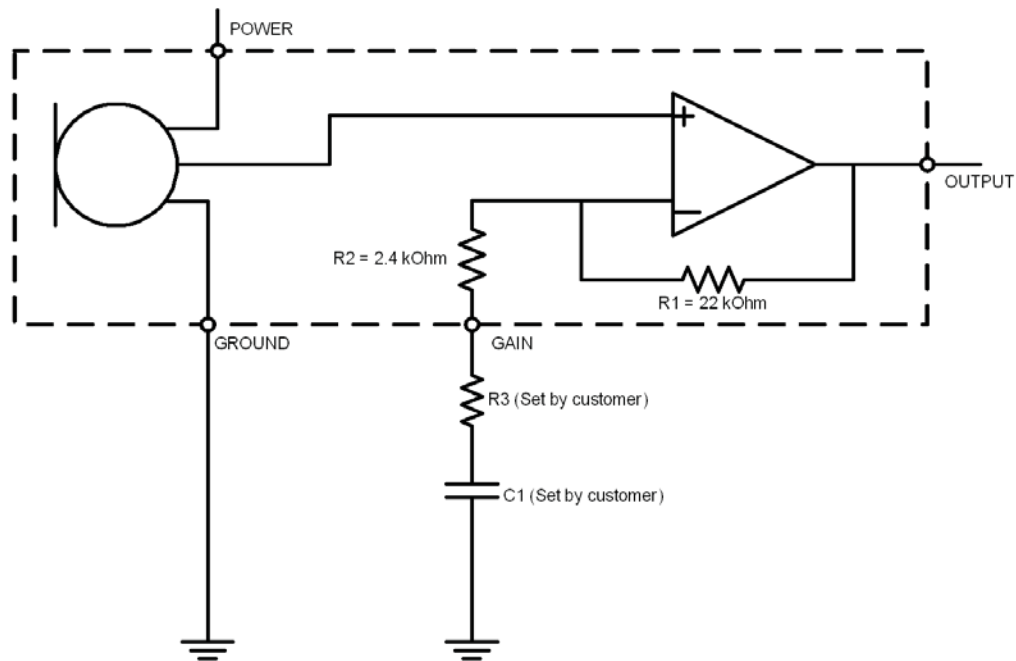 POWER
+
OUTPUT
R2 = 2.4 kOhm
R1 = 22 kOhm
GROUND
GAIN
R3 (Set by customer)
C1 (Set by customer)